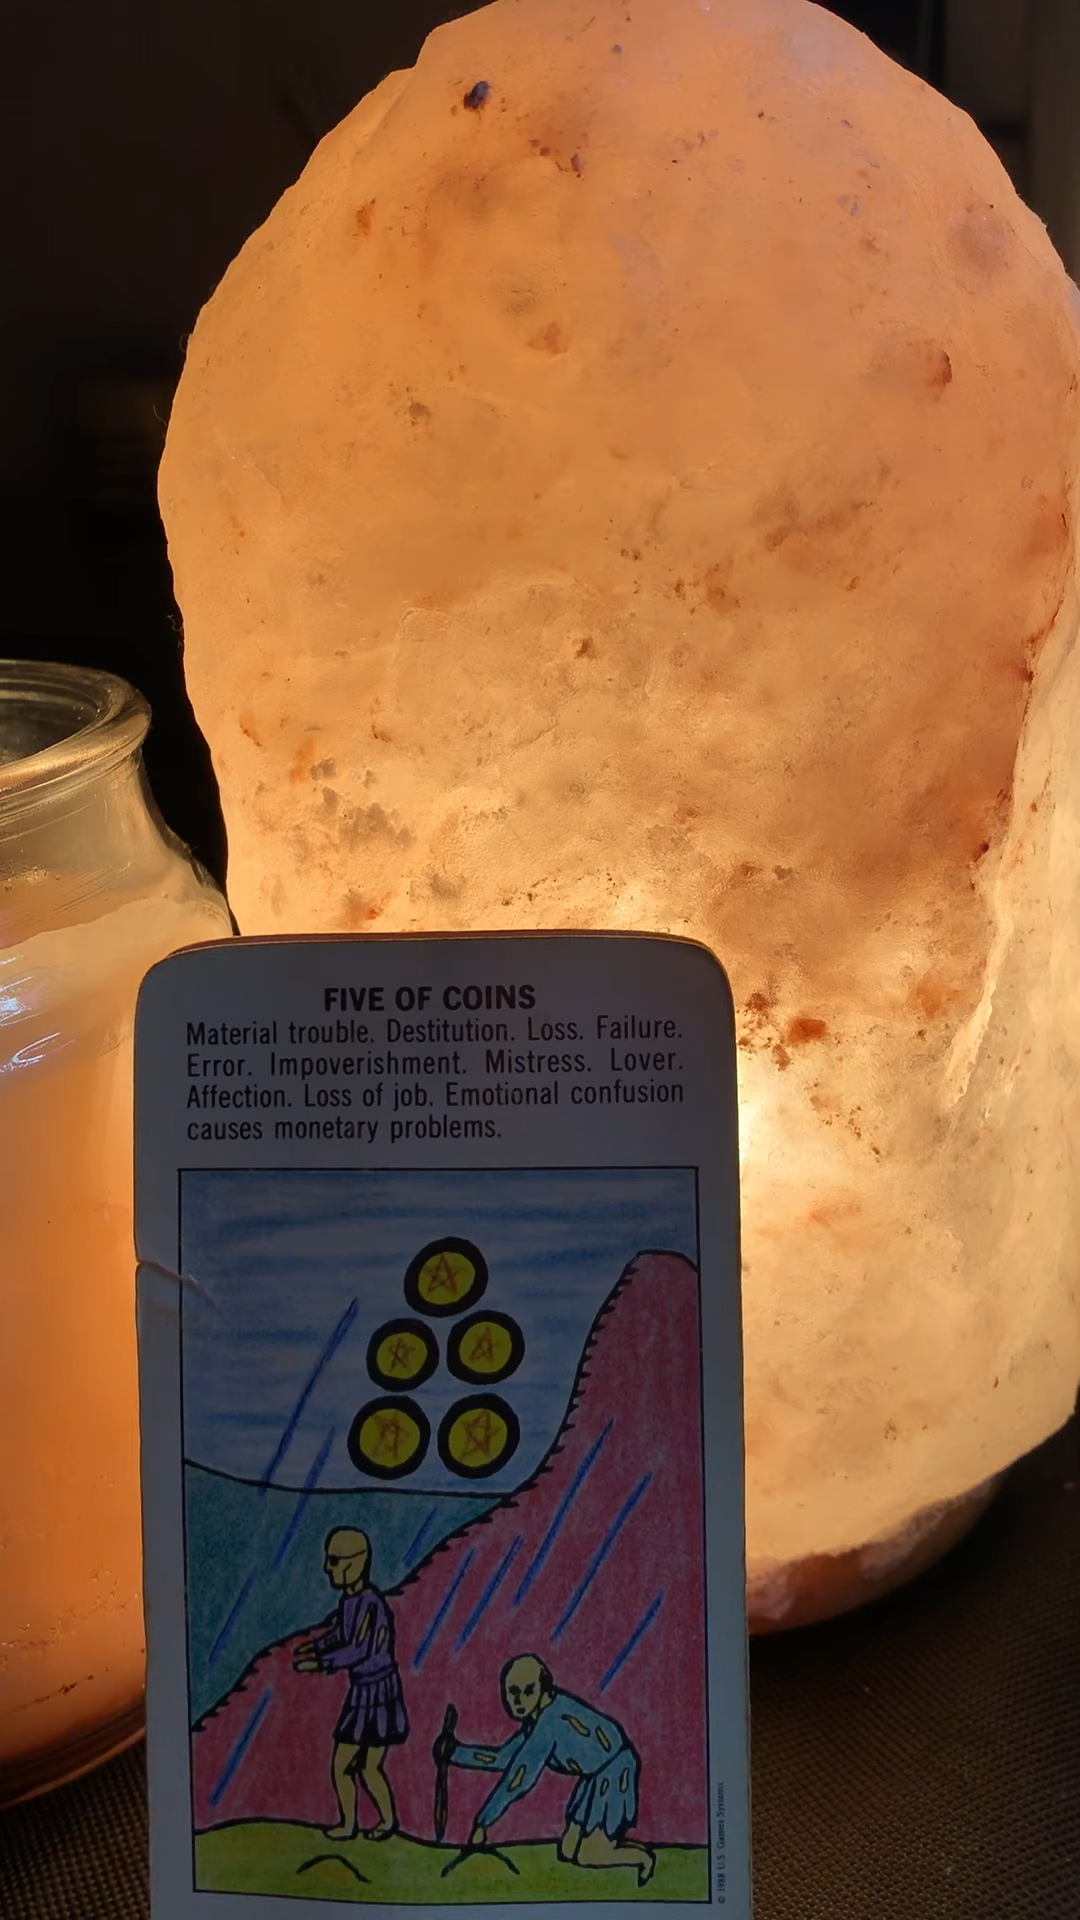 FIVE OF COINS
Material trouble. Destitution. Loss. Failure.
Error. Impoverishment. Mistress. Lover.
Affection. Loss of job. Emotional confusion
causes monetary problems.
© 1988 U.S. Games Systems